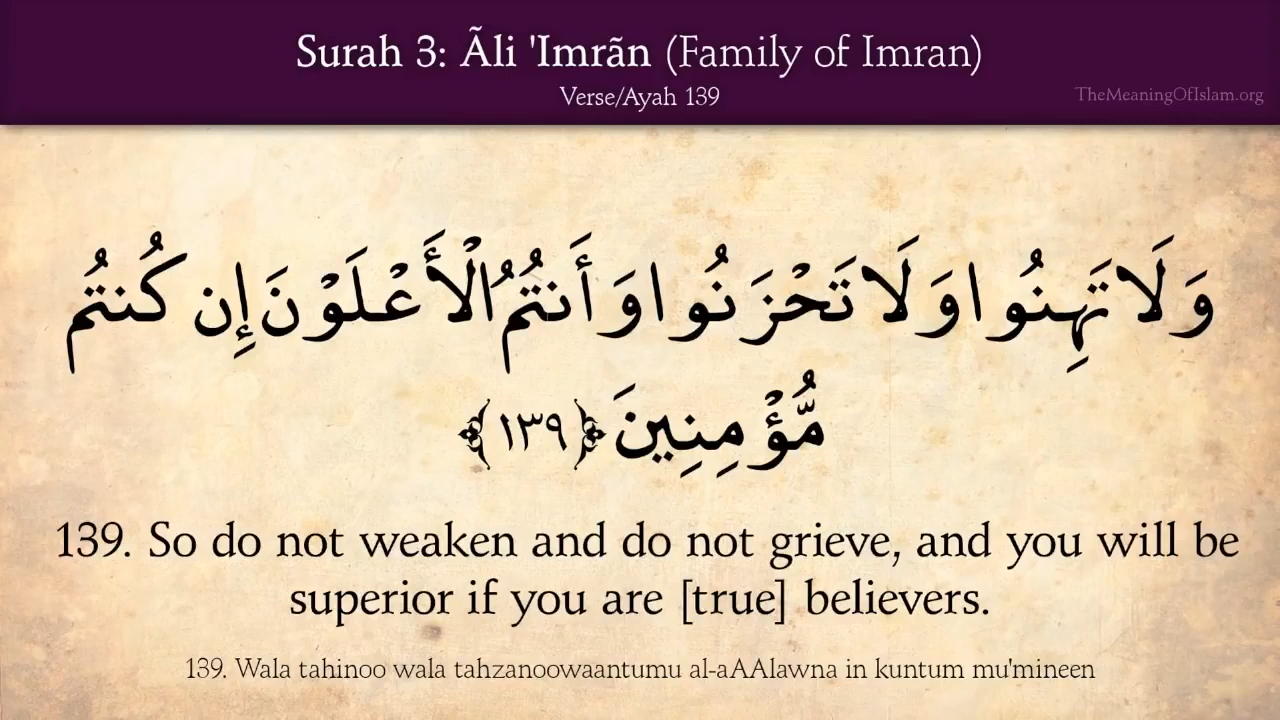 Surah 3: Ãli 'Imrãn (Family of Imran)
Verse/Ayah 139
TheMeaningOfIslam.org
وَلَا تَهِنُوا وَلَا تَحْزَنُوا وَأَنتُمُ الْأَعْلَوْنَ إِن كُنتُم
مُّؤْمِنِينَ ﴿١٣٩﴾
139. So do not weaken and do not grieve, and you will be
superior if you are [true] believers.
139. Wala tahinoo wala tahzanoowaantumu al-aAAlawna in kuntum mu'mineen